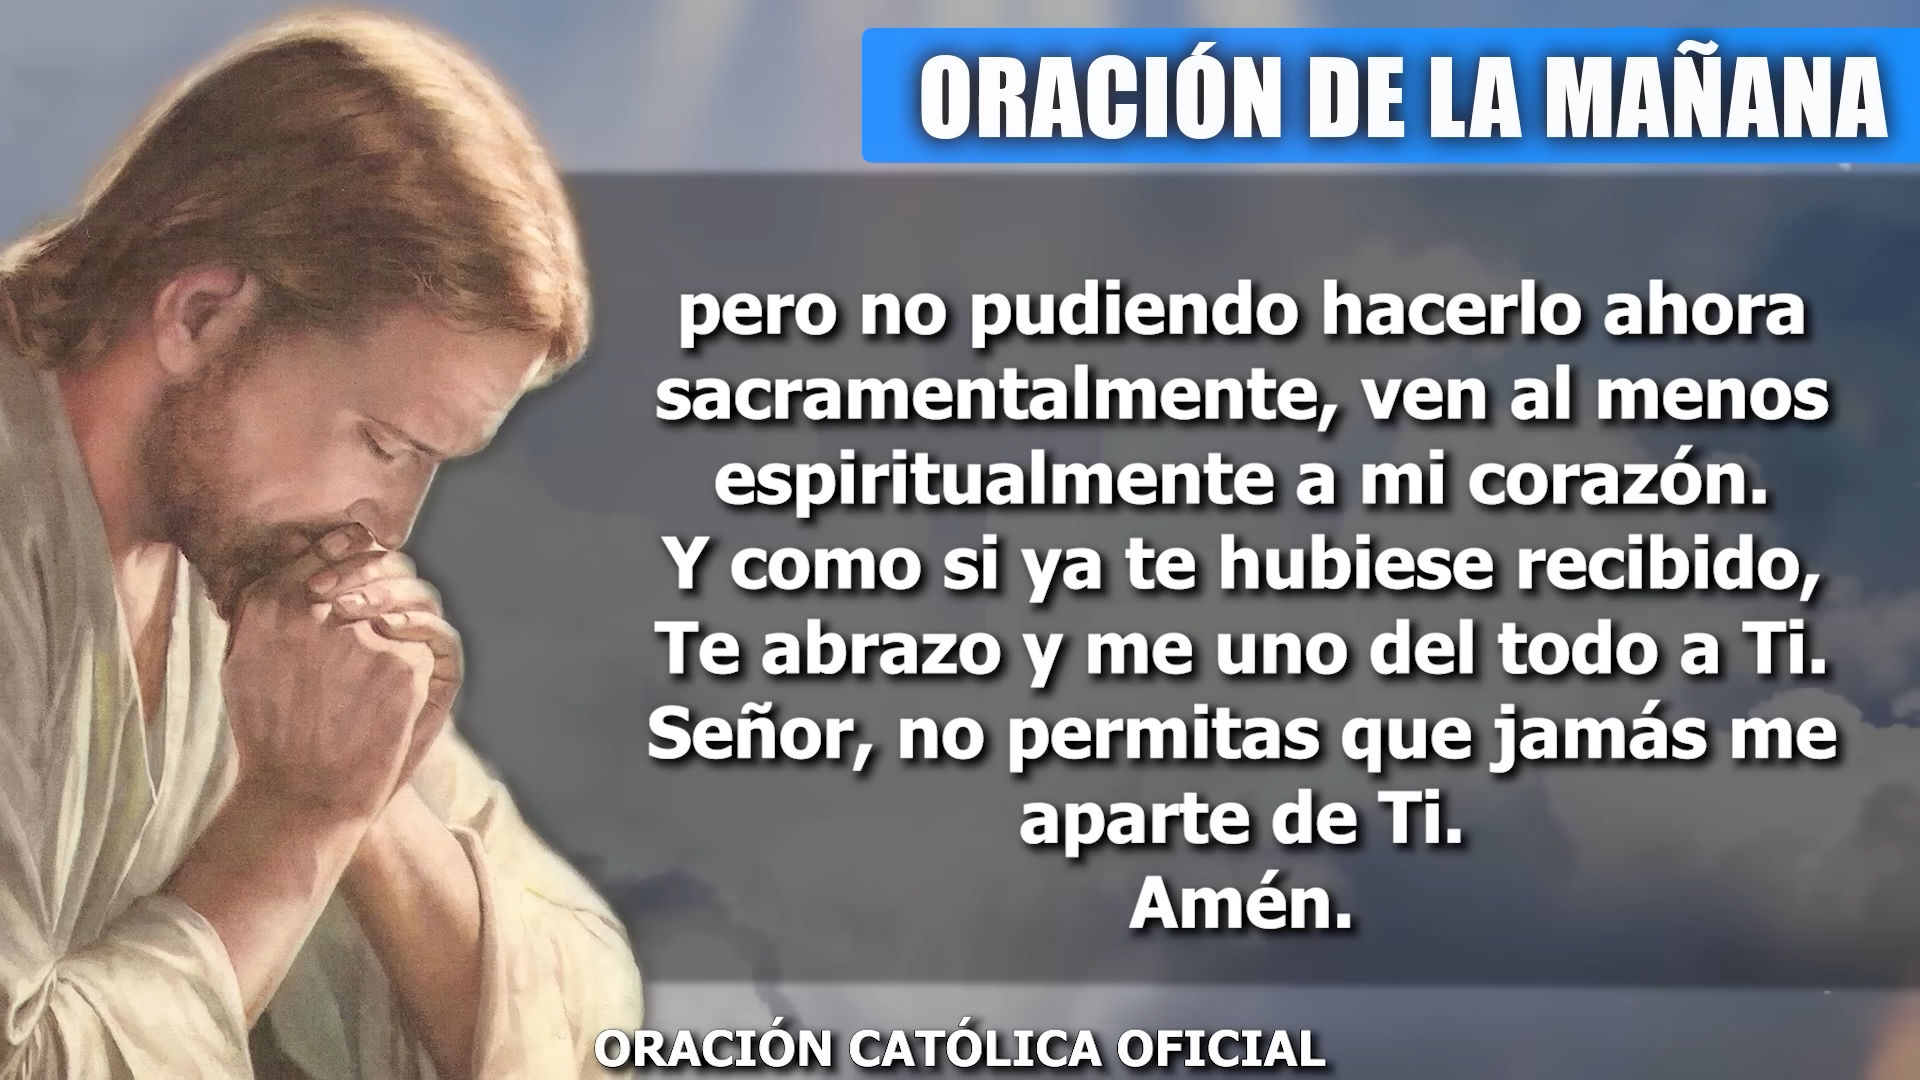 ORACIÓN DE LA MAÑANA
pero no pudiendo hacerlo ahora
sacramentalmente, ven al menos
espiritualmente a mi corazón.
Y como si ya te hubiese recibido,
Te abrazo y me uno del todo a Ti.
Señor, no permitas que jamás me
aparte de Ti.
Amén.
ORACIÓN CATÓLICA OFICIAL